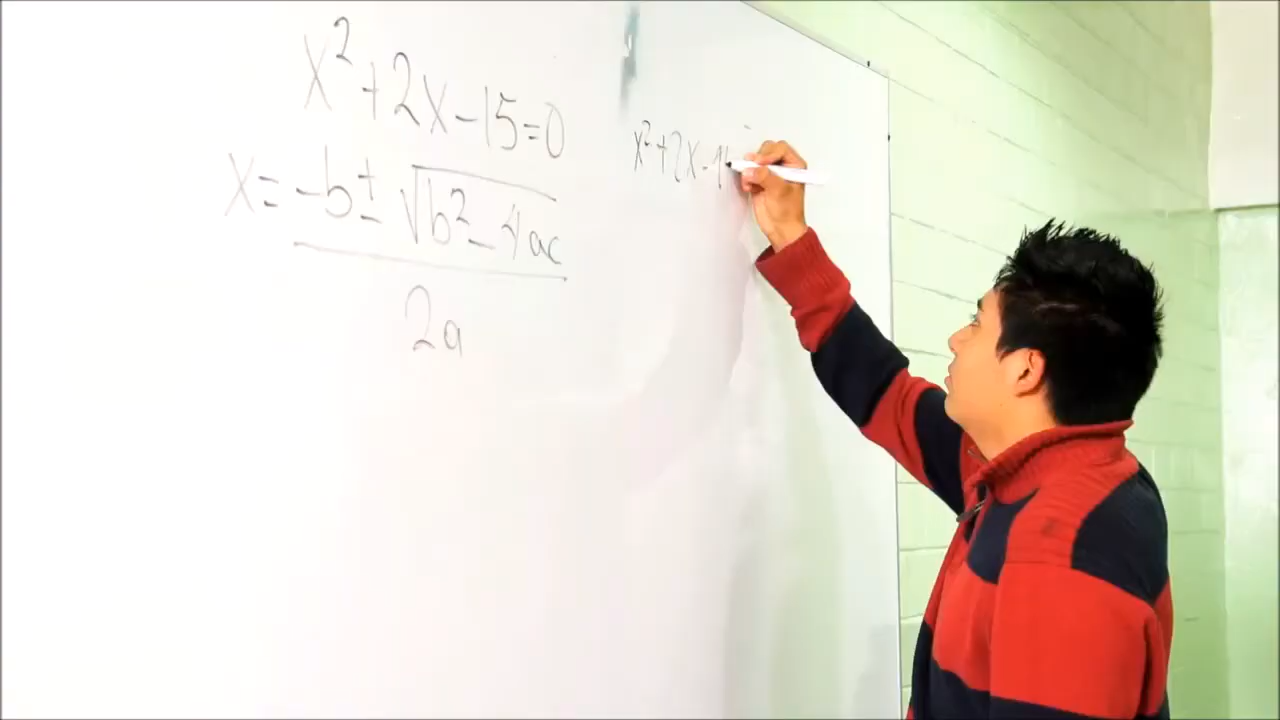 x²+2x-15=0
x=-b±√b²-4ac
2a
x²+2x-1